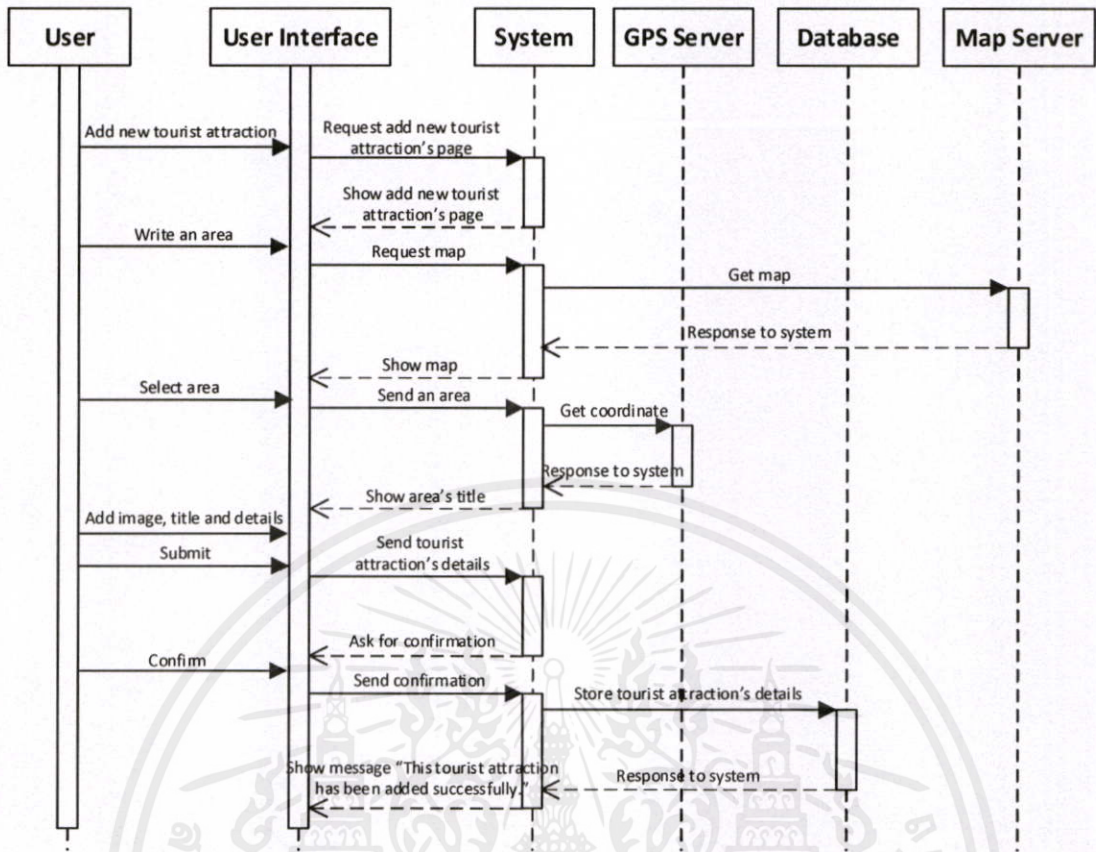 User
User Interface
System
GPS Server
Database
Map Server
Add new tourist attraction
Request add new tourist
attraction's page
Show add new tourist
attraction's page
Write an area
Request map
Get map
Response to system
Show map
Select area
Send an area
Get coordinate
Response to system
Show area's title
Add image, title and details
Submit
Send tourist
attraction's details
Ask for confirmation
Confirm
Send confirmation
Store tourist attraction's details
Show message “This tourist attraction
has been added successfully.”
Response to system